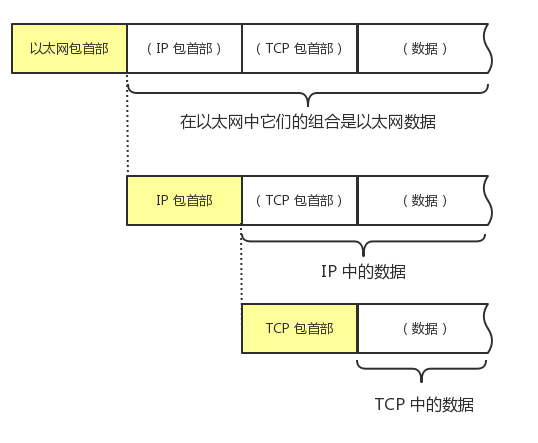 以太网包首部 （ IP 包首部 ） （ TCP 包首部 ） （ 数据 ）
在以太网中它们的组合是以太网数据
IP 包首部 （ TCP 包首部 ） （ 数据 ）
IP 中的数据
TCP 包首部 （ 数据 ）
TCP 中的数据